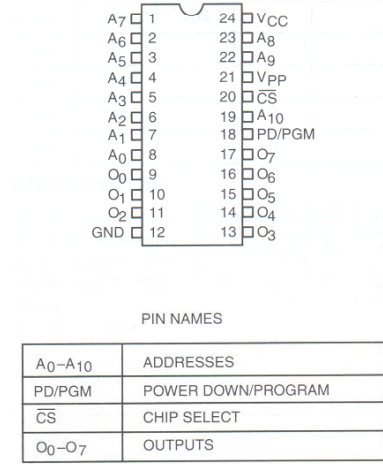 A7 1 24 VCC
A6 2 23 A8
A5 3 22 A9
A4 4 21 VPP
A3 5 20 C̅S̅
A2 6 19 A10
A1 7 18 PD/PGM
A0 8 17 O7
O0 9 16 O6
O1 10 15 O5
O2 11 14 O4
GND 12 13 O3
PIN NAMES
A0–A10 ADDRESSES
PD/PGM POWER DOWN/PROGRAM
C̅S̅ CHIP SELECT
O0–O7 OUTPUTS